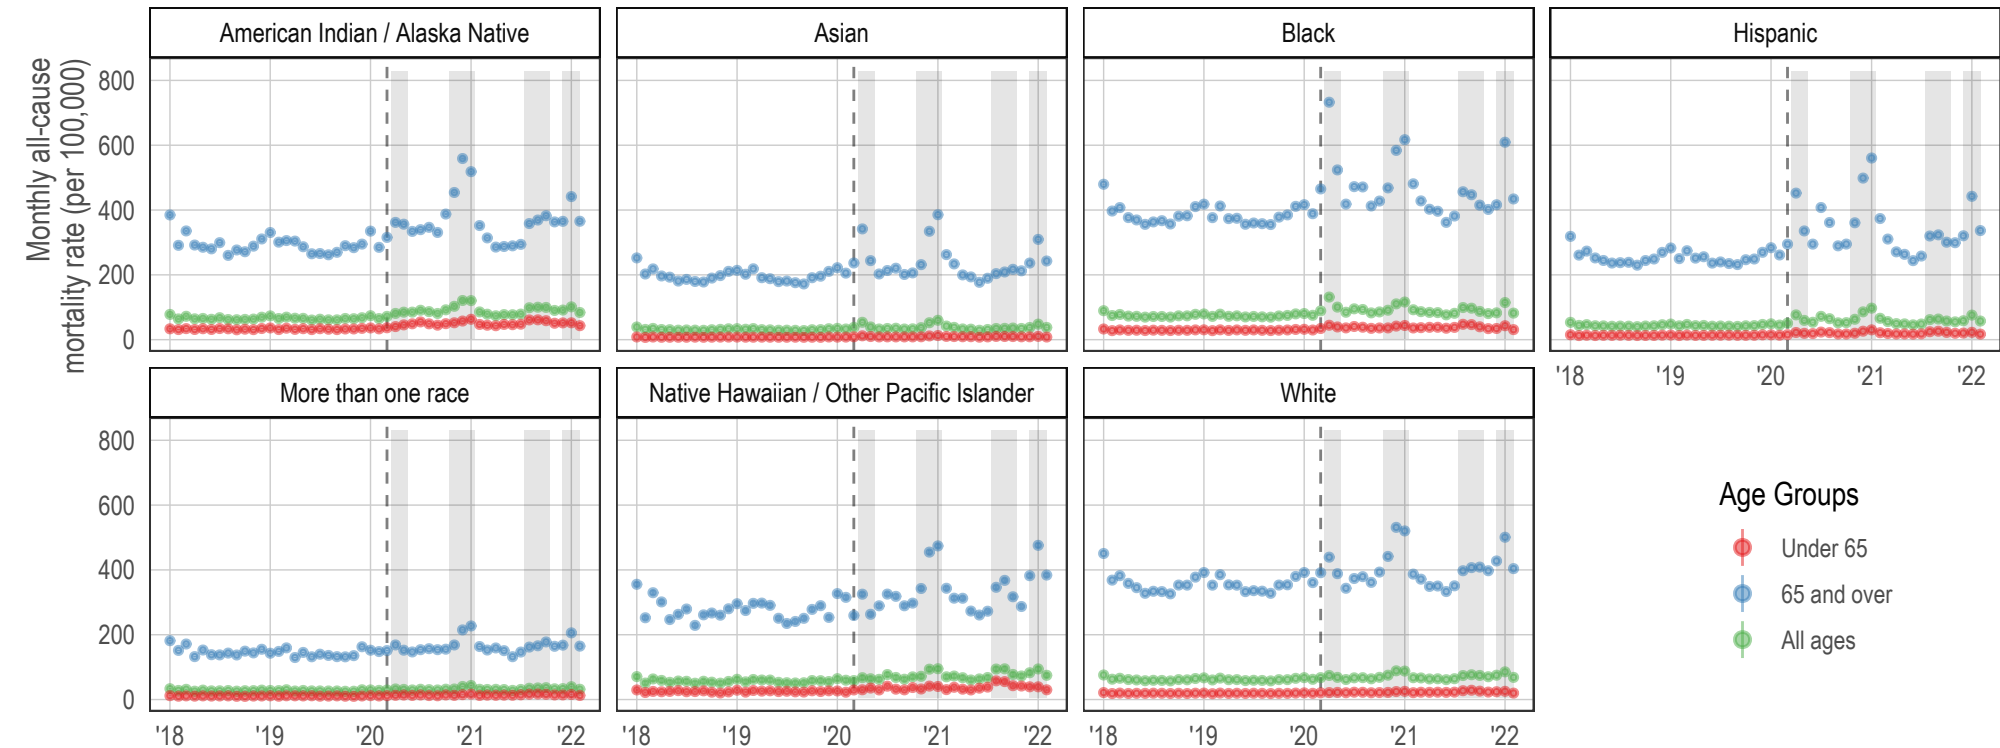 American Indian / Alaska Native
Asian
Black
Hispanic
Monthly all-cause
mortality rate (per 100,000)
800
600
400
200
0
'18
'19
'20
'21
'22
More than one race
Native Hawaiian / Other Pacific Islander
White
800
600
400
200
0
'18
'19
'20
'21
'22
'18
'19
'20
'21
'22
'18
'19
'20
'21
'22
Age Groups
Under 65
65 and over
All ages